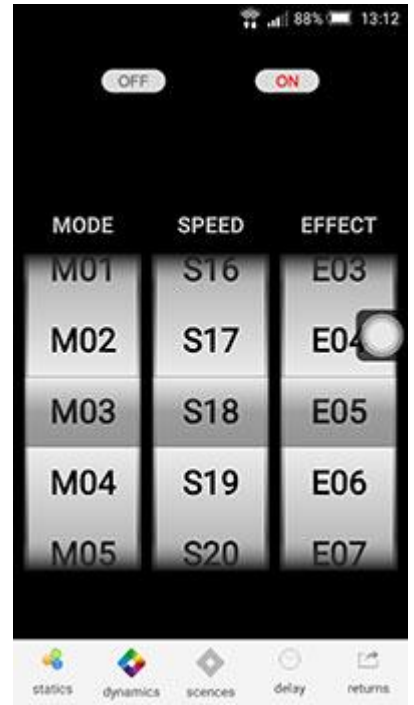 88% 13:12
OFF ON
MODE SPEED EFFECT
M01 S16 E03
M02 S17 E04
M03 S18 E05
M04 S19 E06
M05 S20 E07
statics dynamics scences delay returns